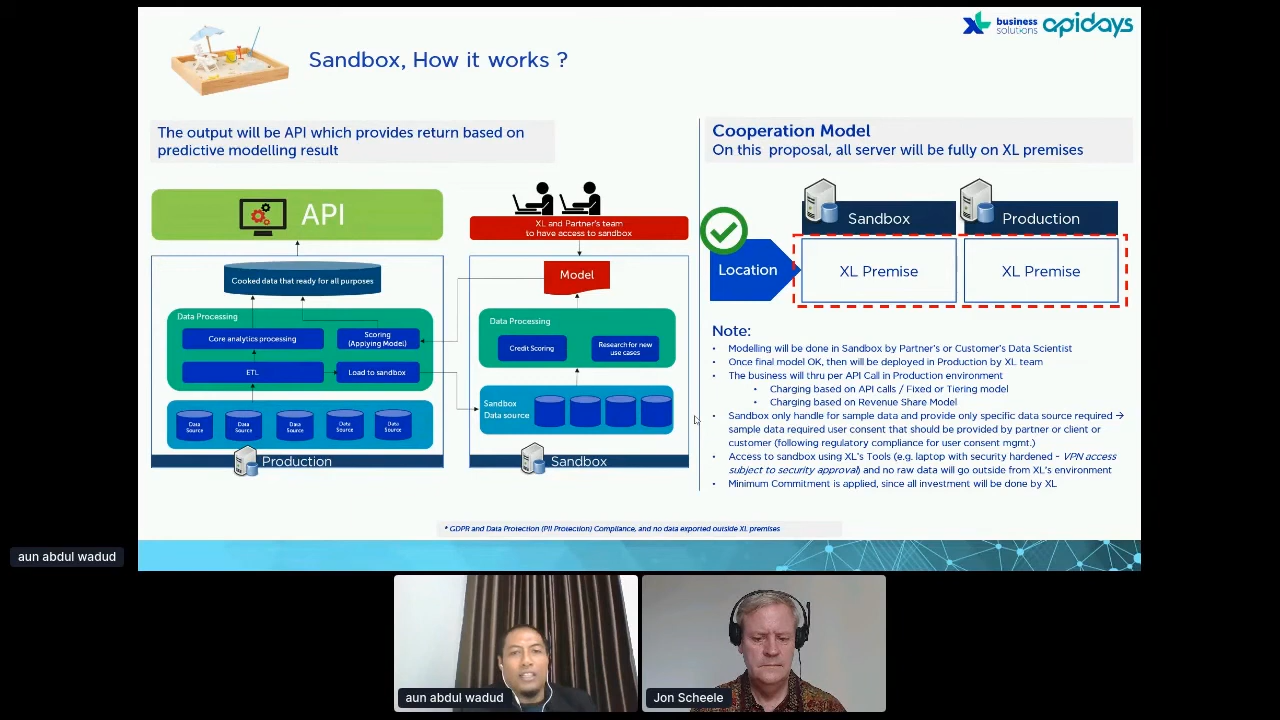 XL business solutions apidays
Sandbox, How it works ?
The output will be API which provides return based on
predictive modelling result
API
Cooked data that ready for all purposes
Data Processing
Core analytics processing
Scoring
(Applying Model)
ETL
Load to sandbox
Data
Source
Data
Source
Data
Source
Data
Source
Data
Source
Production
XL and Partner's team
to have access to sandbox
Model
Data Processing
Credit Scoring
Research for new
use cases
Sandbox
Data source
Sandbox
Cooperation Model
On this proposal, all server will be fully on XL premises
Sandbox
Production
Location
XL Premise
XL Premise
Note:
• Modelling will be done in Sandbox by Partner's or Customer's Data Scientist
• Once final model OK, then will be deployed in Production by XL team
• The business will thru per API Call in Production environment
• Charging based on API calls / Fixed or Tiering model
• Charging based on Revenue Share Model
• Sandbox only handle for sample data and provide only specific data source required →
sample data required user consent that should be provided by partner or client or
customer (following regulatory compliance for user consent mgmt.)
• Access to sandbox using XL's Tools (e.g. laptop with security hardened - VPN access
subject to security approval) and no raw data will go outside from XL's environment
• Minimum Commitment is applied, since all investment will be done by XL
* GDPR and Data Protection (PII Protection) Compliance, and no data exported outside XL premises
aun abdul wadud
aun abdul wadud
Jon Scheele